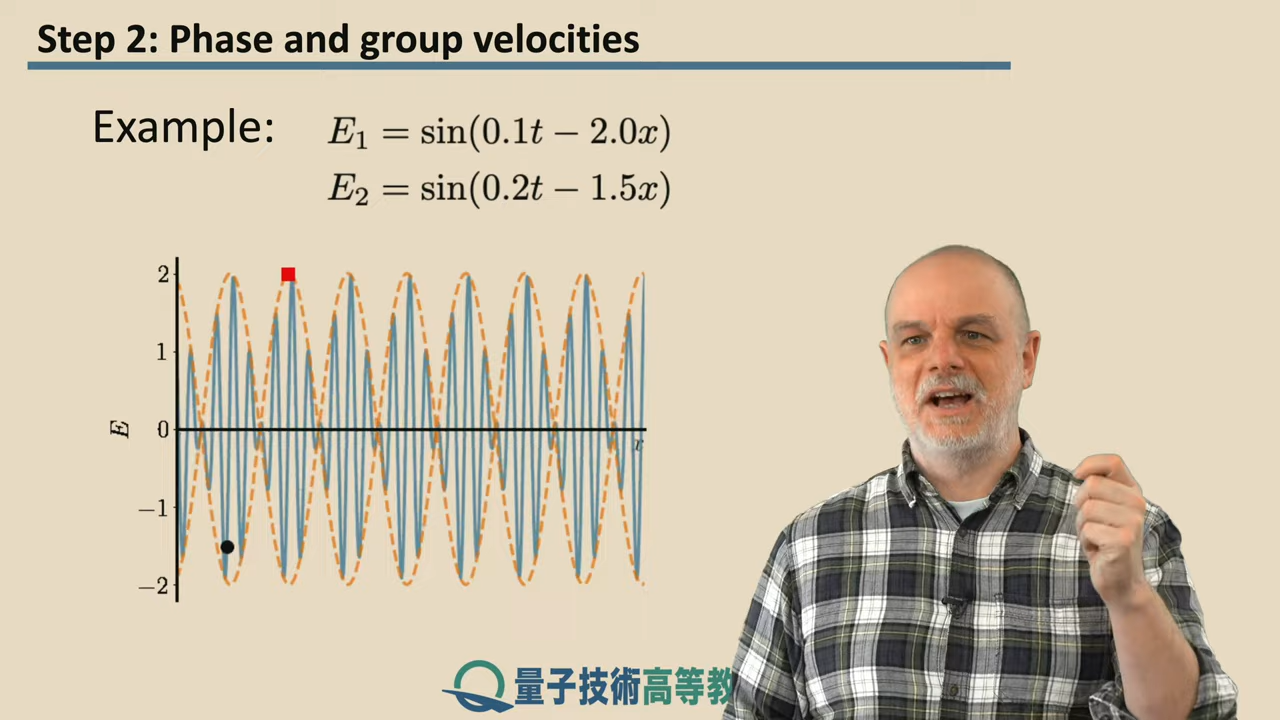 Step 2: Phase and group velocities
Example:
E₁ = sin(0.1t − 2.0x)
E₂ = sin(0.2t − 1.5x)
2
1
0
−1
−2
E
x
量子技術高等教